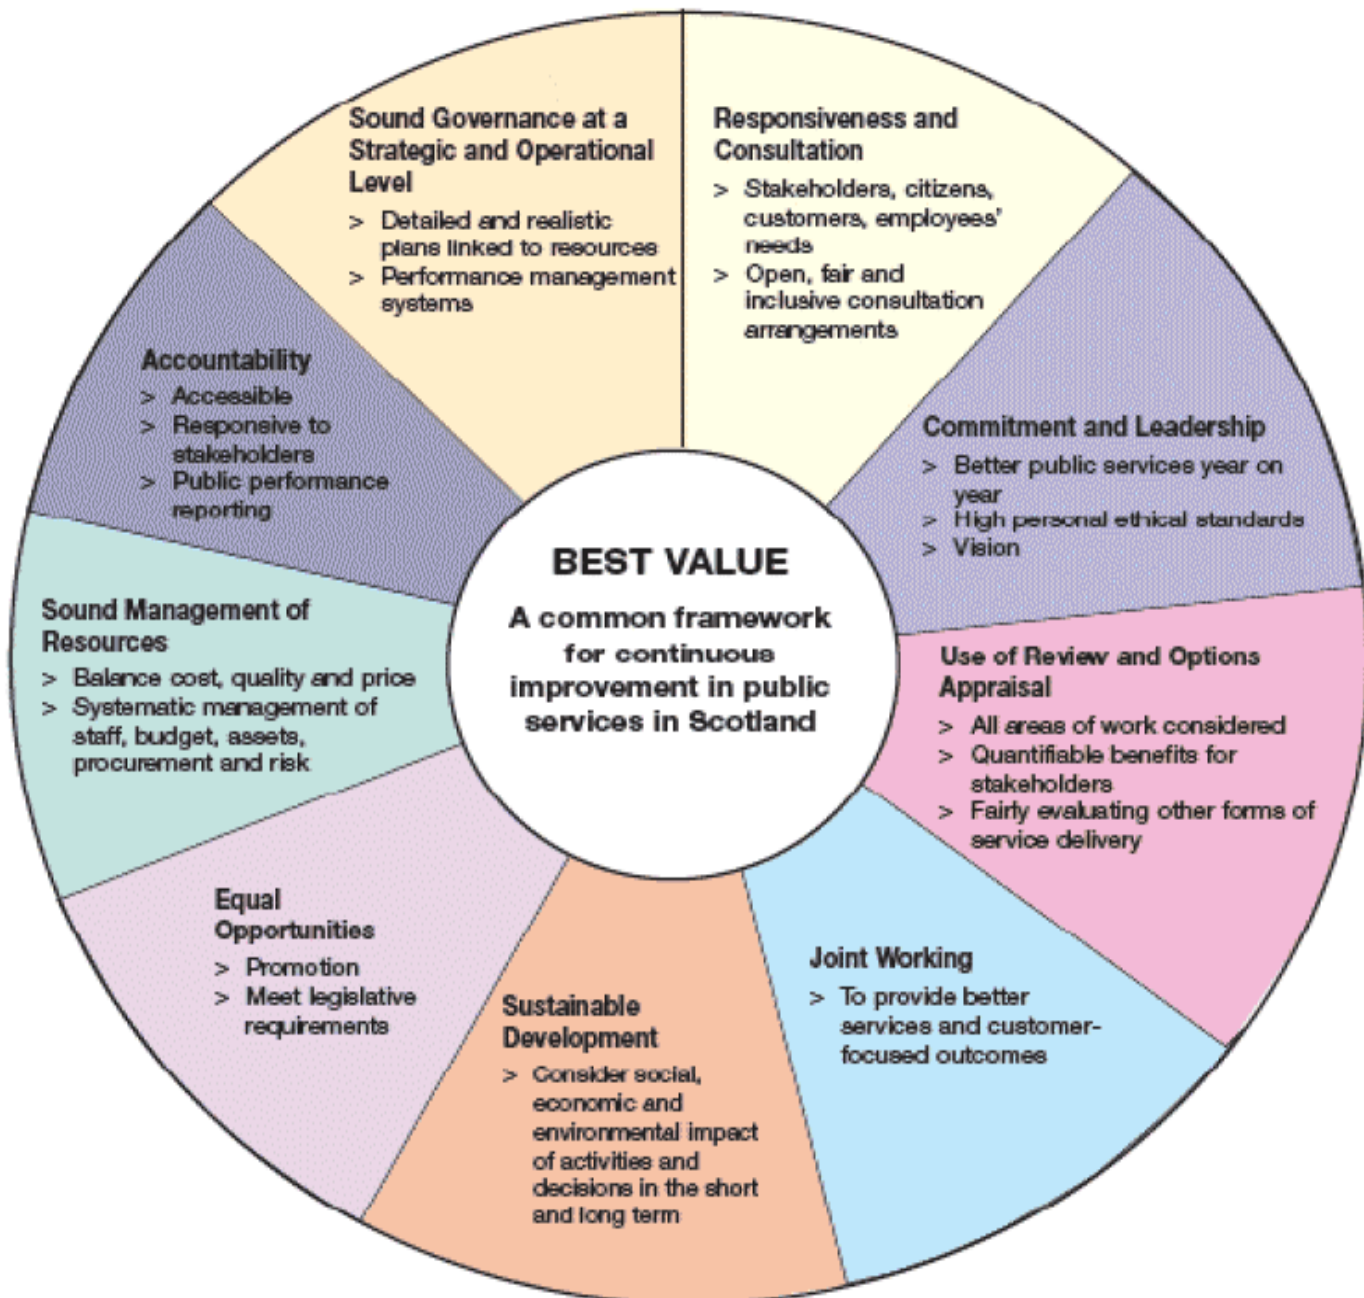 Sound Governance at a
Strategic and Operational
Level
> Detailed and realistic
plans linked to resources
> Performance management
systems
Responsiveness and
Consultation
> Stakeholders, citizens,
customers, employees’
needs
> Open, fair and
inclusive consultation
arrangements
Commitment and Leadership
> Better public services year on
year
> High personal ethical standards
> Vision
Use of Review and Options
Appraisal
> All areas of work considered
> Quantifiable benefits for
stakeholders
> Fairly evaluating other forms of
service delivery
Joint Working
> To provide better
services and customer-
focused outcomes
Sustainable
Development
> Consider social,
economic and
environmental impact
of activities and
decisions in the short
and long term
Equal
Opportunities
> Promotion
> Meet legislative
requirements
Sound Management of
Resources
> Balance cost, quality and price
> Systematic management of
staff, budget, assets,
procurement and risk
Accountability
> Accessible
> Responsive to
stakeholders
> Public performance
reporting
BEST VALUE
A common framework
for continuous
improvement in public
services in Scotland